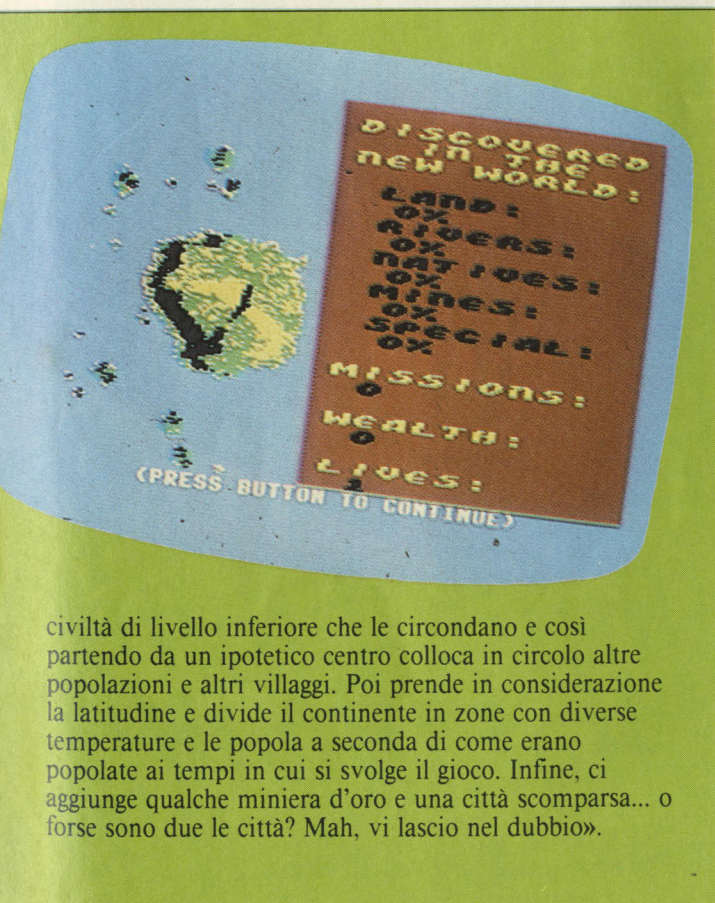 DISCOVERED
IN THE
NEW WORLD:
LAND:
0%
RIVERS:
0%
NATIVES:
0%
MINES:
0%
SPECIAL:
0%
MISSIONS:
0
WEALTH:
0
LIVES:
1
(PRESS BUTTON TO CONTINUE)
civiltà di livello inferiore che le circondano e così
partendo da un ipotetico centro colloca in circolo altre
popolazioni e altri villaggi. Poi prende in considerazione
la latitudine e divide il continente in zone con diverse
temperature e le popola a seconda di come erano
popolate ai tempi in cui si svolge il gioco. Infine, ci
aggiunge qualche miniera d'oro e una città scomparsa... o
forse sono due le città? Mah, vi lascio nel dubbio».